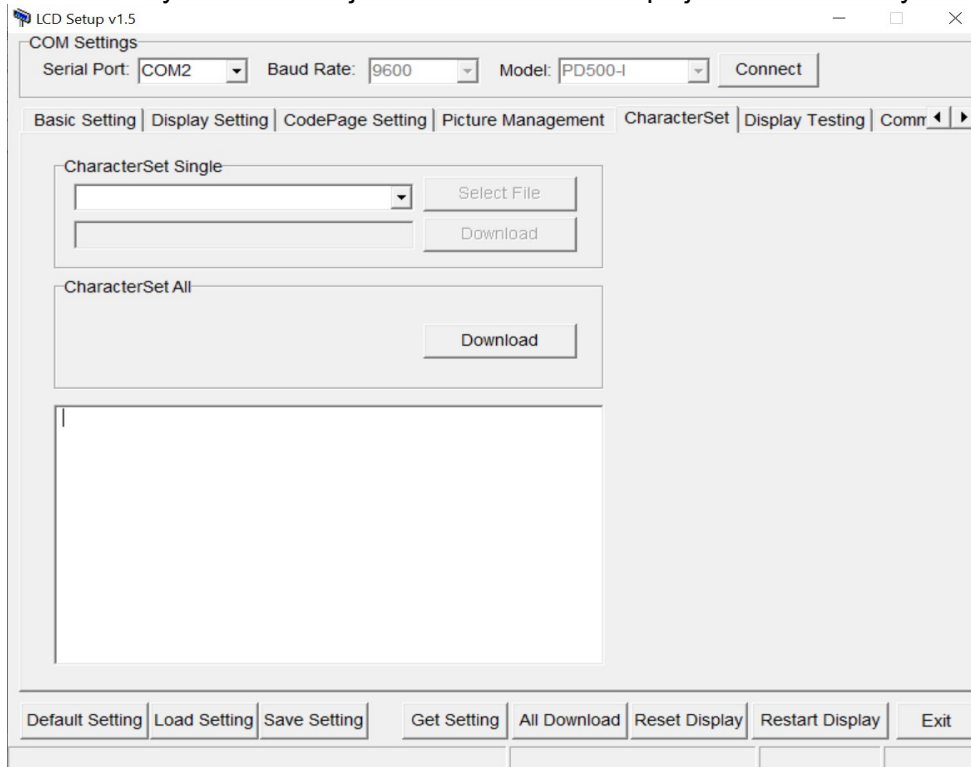 LCD Setup v1.5
COM Settings
Serial Port: COM2 Baud Rate: 9600 Model: PD500-I Connect
Basic Setting Display Setting CodePage Setting Picture Management CharacterSet Display Testing Comm
CharacterSet Single
Select File
Download
CharacterSet All
Download
Default Setting Load Setting Save Setting Get Setting All Download Reset Display Restart Display Exit